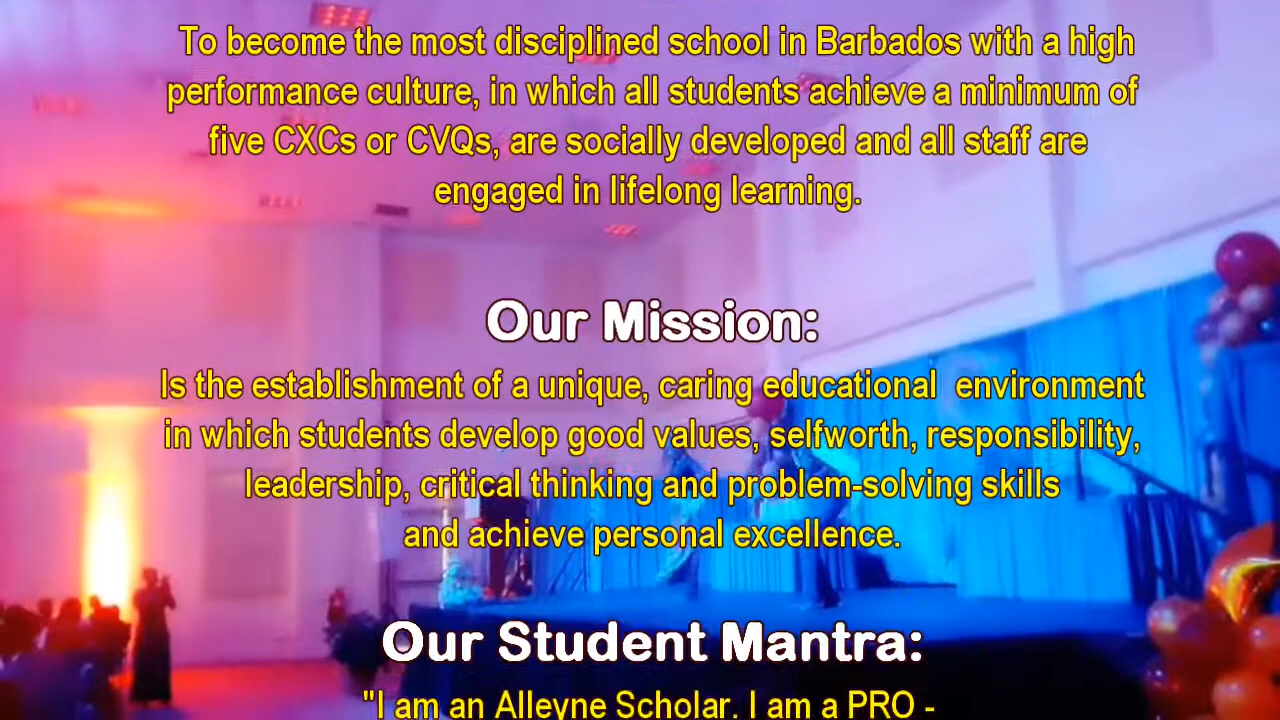 To become the most disciplined school in Barbados with a high
performance culture, in which all students achieve a minimum of
five CXCs or CVQs, are socially developed and all staff are
engaged in lifelong learning.
Our Mission:
Is the establishment of a unique, caring educational environment
in which students develop good values, selfworth, responsibility,
leadership, critical thinking and problem-solving skills
and achieve personal excellence.
Our Student Mantra:
"I am an Alleyne Scholar. I am a PRO -